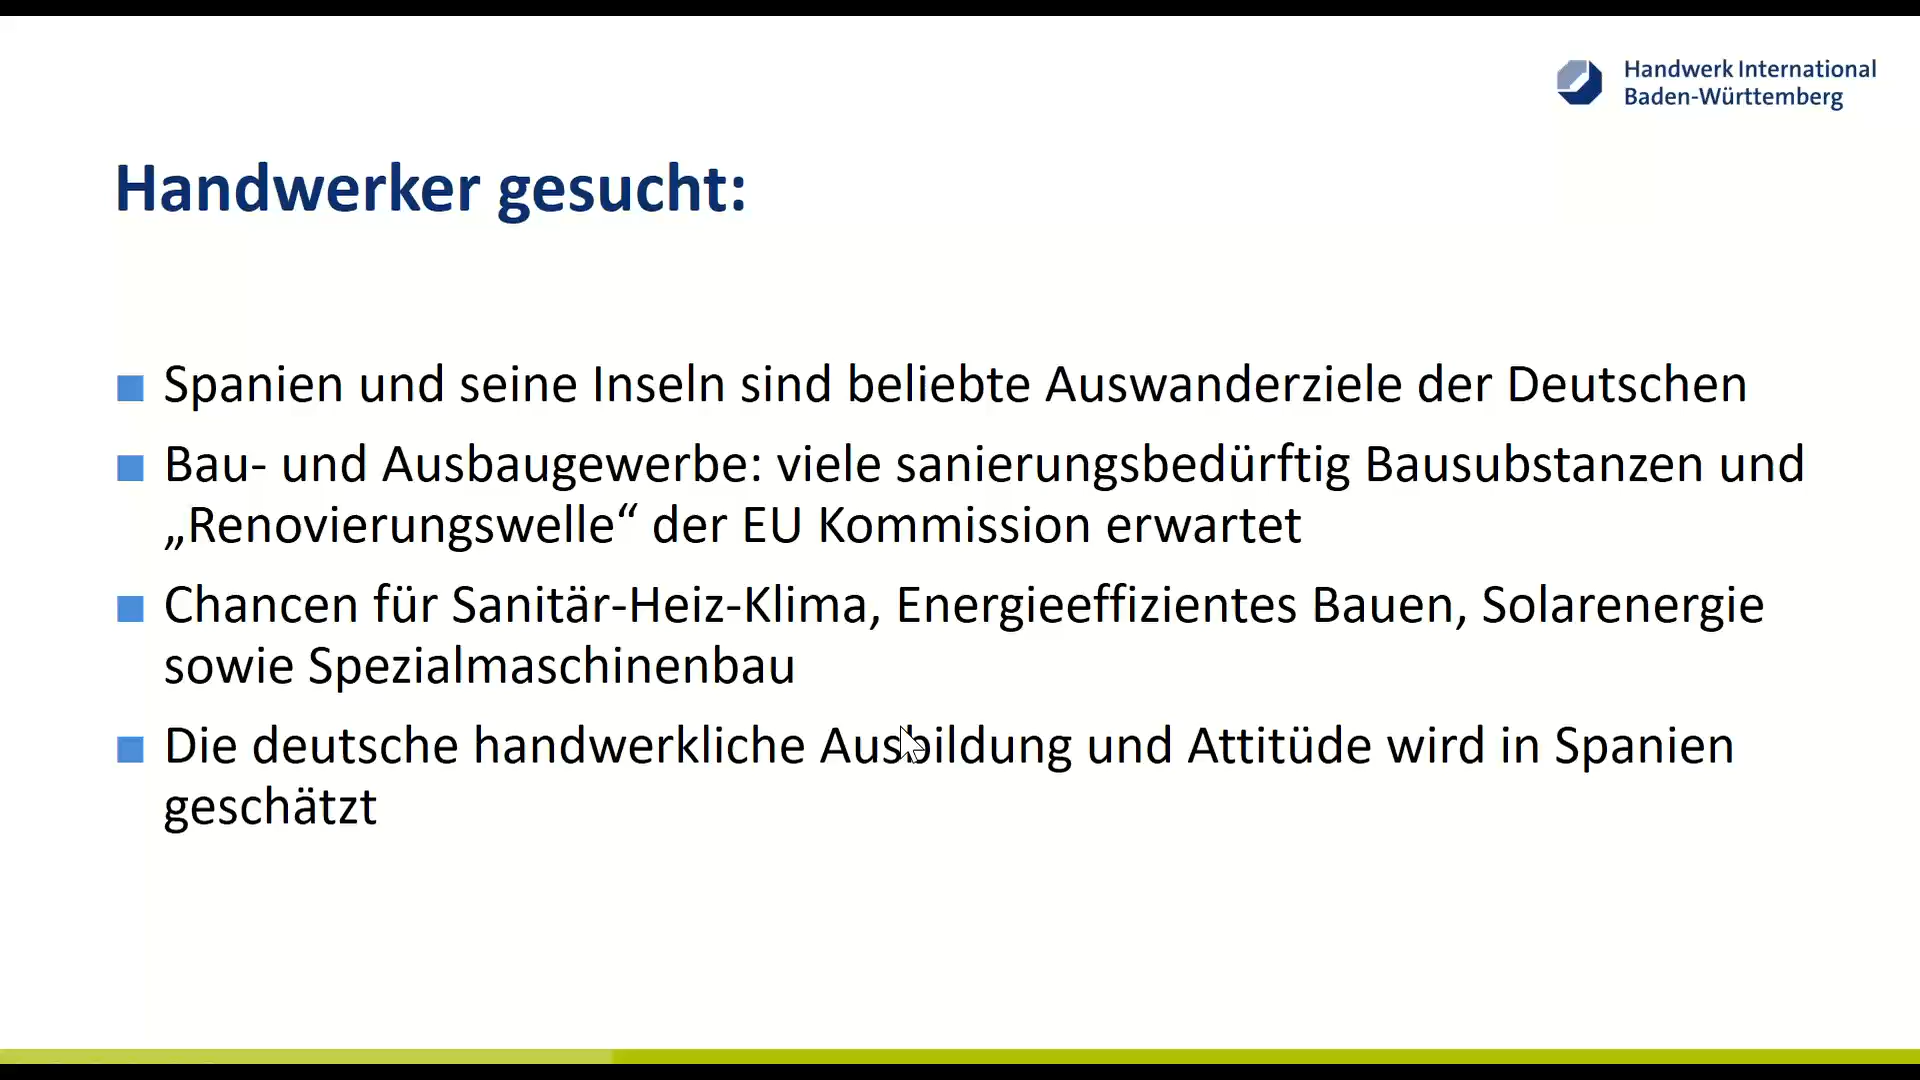 Handwerk International
Baden-Württemberg
Handwerker gesucht:
Spanien und seine Inseln sind beliebte Auswanderziele der Deutschen
Bau- und Ausbaugewerbe: viele sanierungsbedürftig Bausubstanzen und
„Renovierungswelle“ der EU Kommission erwartet
Chancen für Sanitär-Heiz-Klima, Energieeffizientes Bauen, Solarenergie
sowie Spezialmaschinenbau
Die deutsche handwerkliche Ausbildung und Attitüde wird in Spanien
geschätzt